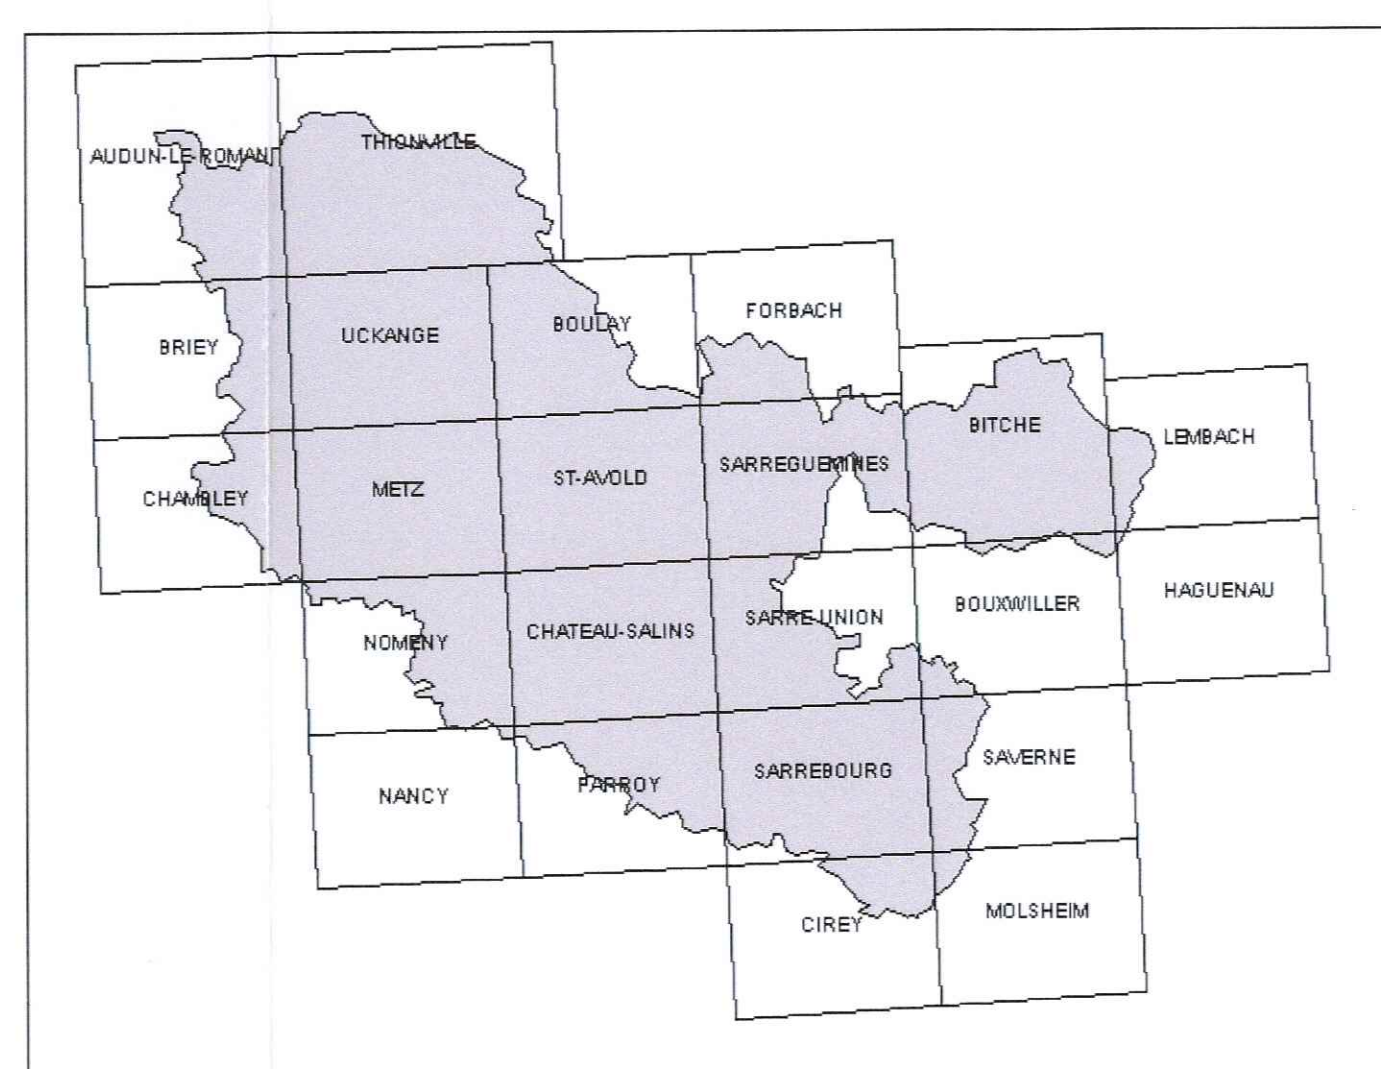 THIONVILLE
AUDUN-LE-ROMAN
FORBACH
BOULAY
UCKANGE
BRIEY
BITCHE
LEMBACH
SARREGUEMINES
ST-AVOLD
METZ
CHAMBLEY
HAGUENAU
BOUXWILLER
SARRE-UNION
CHATEAU-SALINS
NOMENY
SAVERNE
SARREBOURG
PARROY
NANCY
MOLSHEIM
CIREY